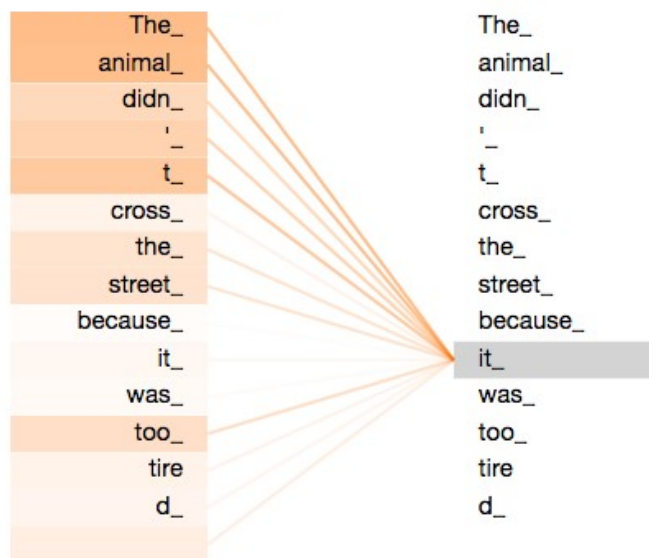 The_ The_
animal_ animal_
didn_ didn_
'_ '_
t_ t_
cross_ cross_
the_ the_
street_ street_
because_ because_
it_ it_
was_ was_
too_ too_
tire tire
d_ d_